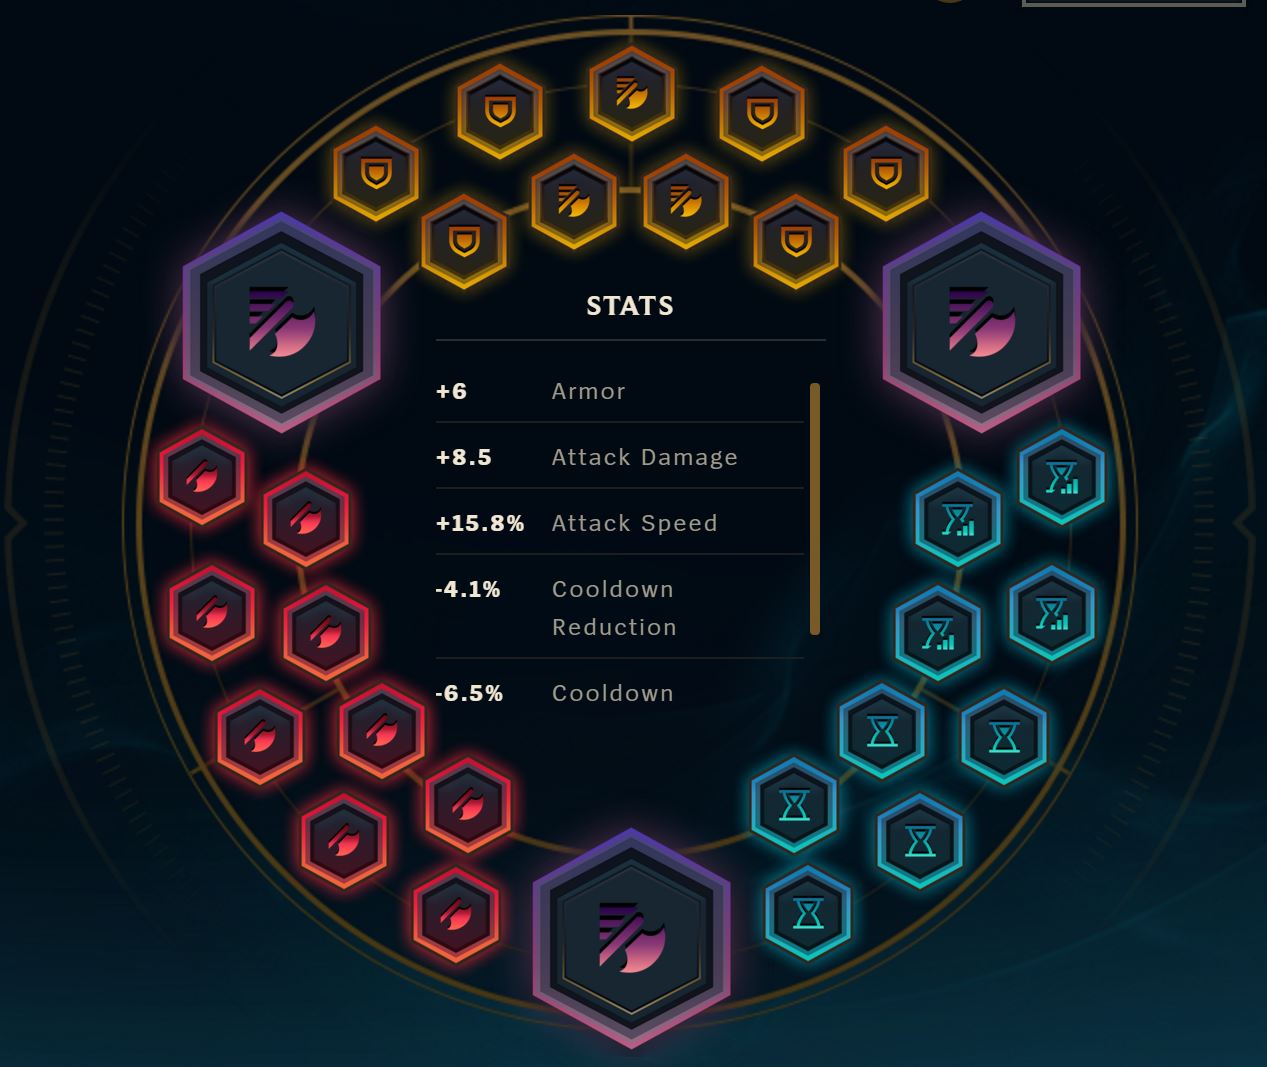 STATS
+6 Armor
+8.5 Attack Damage
+15.8% Attack Speed
-4.1% Cooldown
Reduction
-6.5% Cooldown